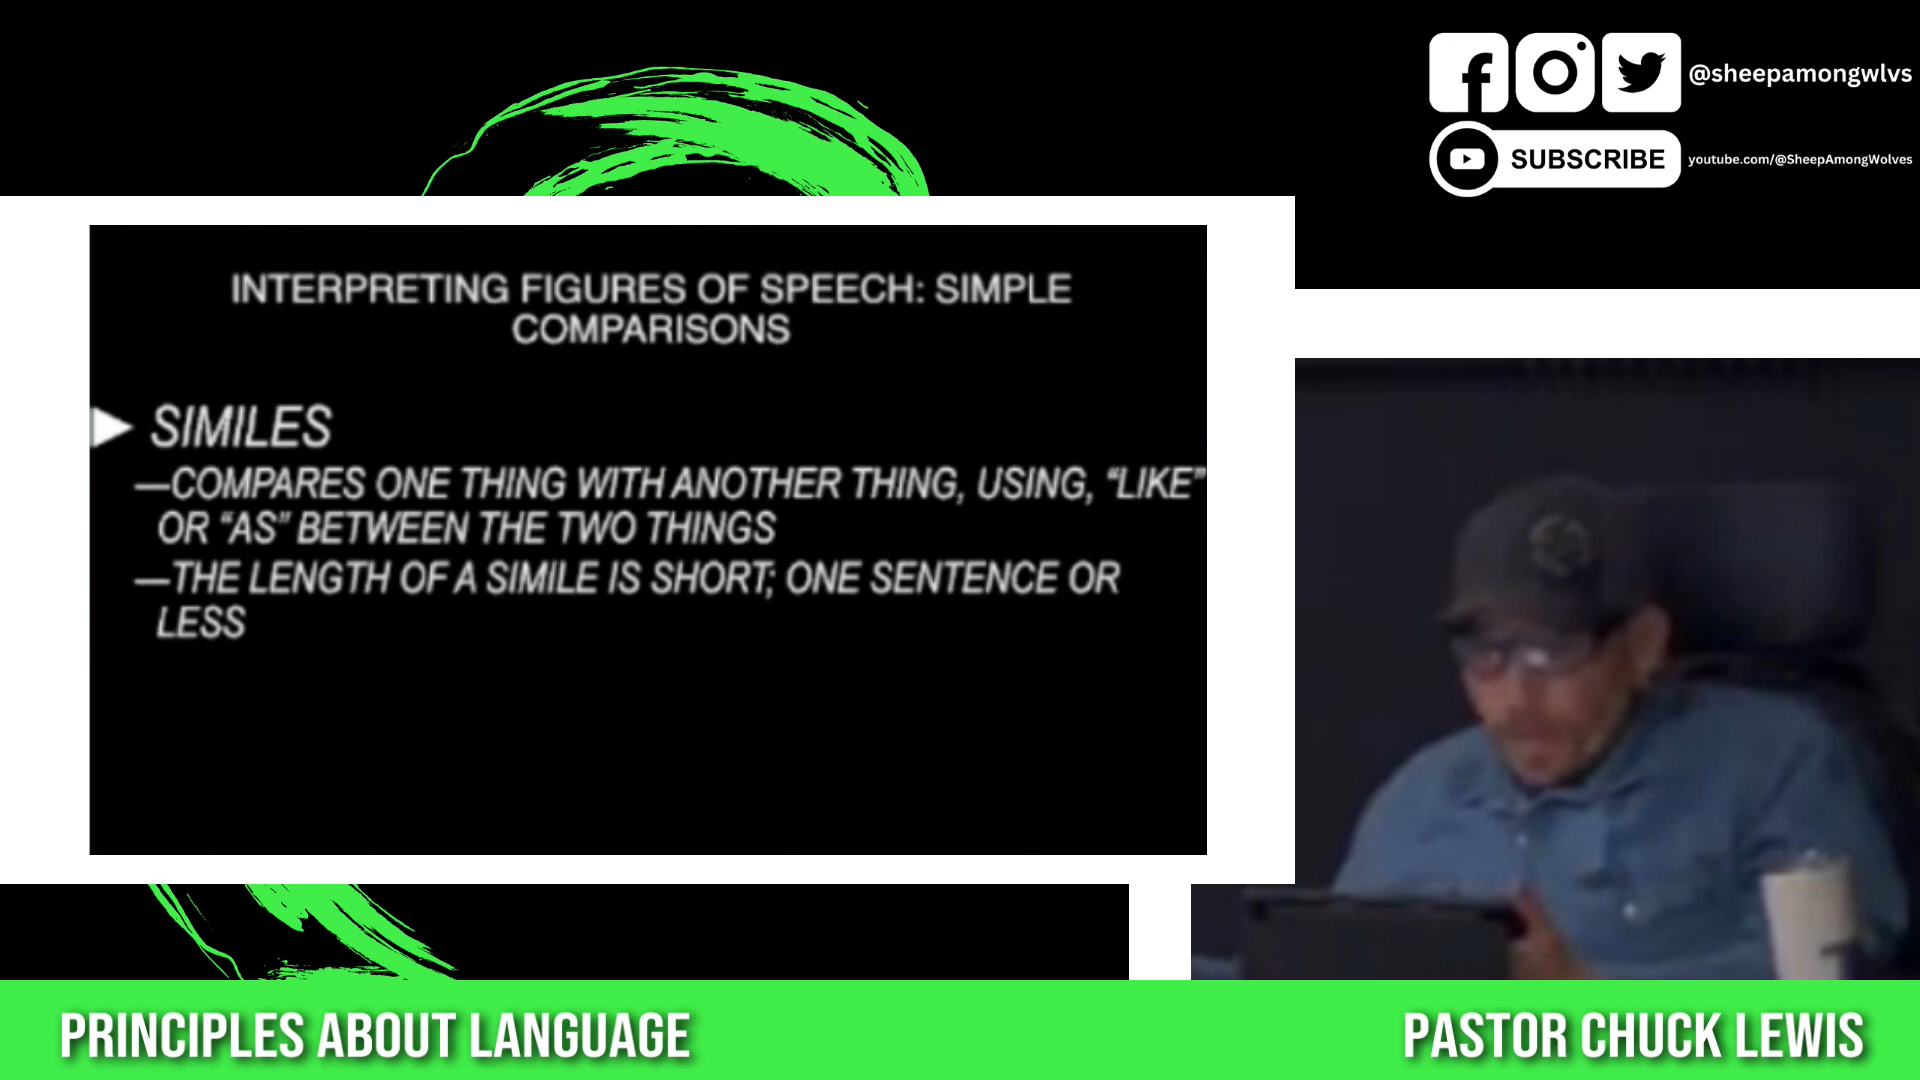 @sheepamongwlvs
SUBSCRIBE
youtube.com/@SheepAmongWolves
INTERPRETING FIGURES OF SPEECH: SIMPLE
COMPARISONS
SIMILES
—COMPARES ONE THING WITH ANOTHER THING, USING, “LIKE”
OR “AS” BETWEEN THE TWO THINGS
—THE LENGTH OF A SIMILE IS SHORT; ONE SENTENCE OR
LESS
PRINCIPLES ABOUT LANGUAGE
PASTOR CHUCK LEWIS